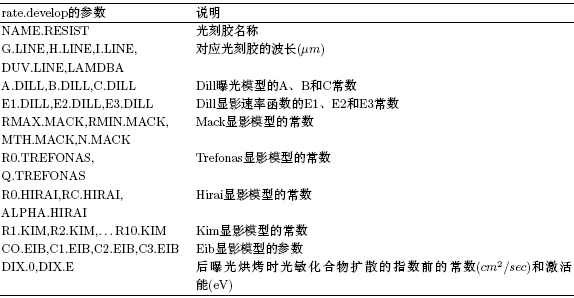 rate.develop的参数 说明
NAME.RESIST 光刻胶名称
G.LINE,H.LINE,I.LINE, 对应光刻胶的波长(μm)
DUV.LINE,LAMDBA
A.DILL,B.DILL,C.DILL Dill曝光模型的A、B和C常数
E1.DILL,E2.DILL,E3.DILL Dill显影速率函数的E1、E2和E3常数
RMAX.MACK,RMIN.MACK, Mack显影模型的常数
MTH.MACK,N.MACK
R0.TREFONAS, Trefonas显影模型的常数
Q.TREFONAS
R0.HIRAI,RC.HIRAI, Hirai显影模型的常数
ALPHA.HIRAI
R1.KIM,R2.KIM,...R10.KIM Kim显影模型的常数
CO.EIB,C1.EIB,C2.EIB,C3.EIB Eib显影模型的参数
DIX.0,DIX.E 后曝光烘烤时光敏化合物扩散的指数前的常数(cm²/sec)和激活
能(eV)